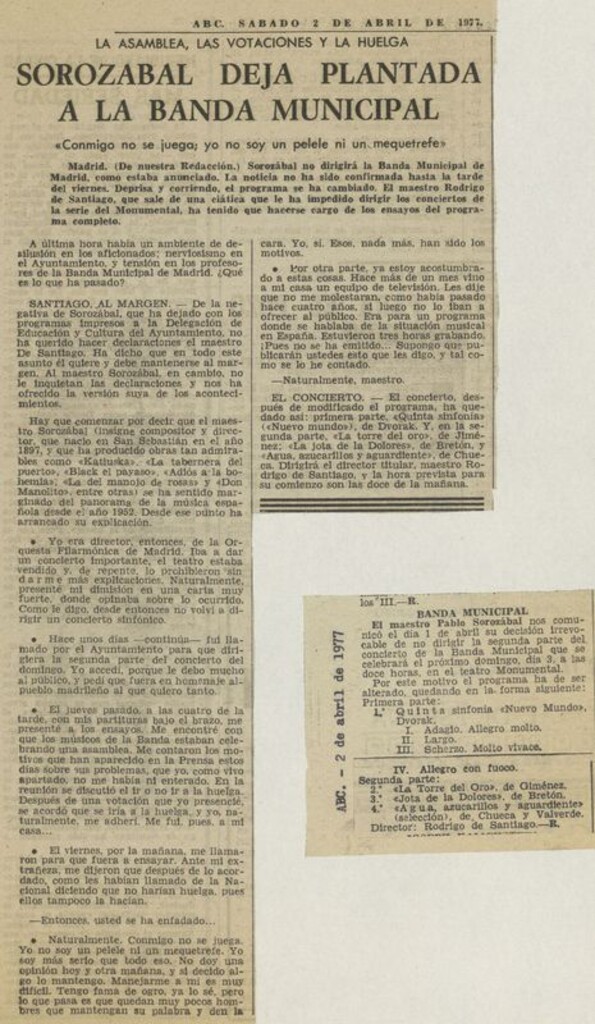 ABC. SABADO 2 DE ABRIL DE 1977.
LA ASAMBLEA, LAS VOTACIONES Y LA HUELGA
SOROZABAL DEJA PLANTADA
A LA BANDA MUNICIPAL
«Conmigo no se juega; yo no soy un pelele ni un mequetrefe»
Madrid. (De nuestra Redacción.) Sorozábal no dirigirá la Banda Municipal de
Madrid, como estaba anunciado. La noticia no ha sido confirmada hasta la tarde
del viernes. Deprisa y corriendo, el programa se ha cambiado. El maestro Rodrigo
de Santiago, que sale de una ciática que le ha impedido dirigir los conciertos de
la serie del Monumental, ha tenido que hacerse cargo de los ensayos del progra-
ma completo.
A última hora había un ambiente de de-
silusión en los aficionados; nerviosismo en
el Ayuntamiento, y tensión en los profeso-
res de la Banda Municipal de Madrid. ¿Qué
es lo que ha pasado?
SANTIAGO, AL MARGEN. — De la ne-
gativa de Sorozábal, que ha dejado con los
programas impresos a la Delegación de
Educación y Cultura del Ayuntamiento, no
ha querido hacer declaraciones el maestro
De Santiago. Ha dicho que en todo este
asunto él quiere y debe mantenerse al mar-
gen. Al maestro Sorozábal, en cambio, no
le inquietan las declaraciones y nos ha
ofrecido la versión suya de los aconteci-
mientos.
Hay que comenzar por decir que el maes-
tro Sorozábal (insigne compositor y direc-
tor, que nació en San Sebastián en el año
1897, y que ha producido obras tan admira-
bles como «Katiuska», «La tabernera del
puerto», «Black el payaso», «Adiós a la bo-
hemia», «La del manojo de rosas» y «Don
Manolito», entre otras) se ha sentido mar-
ginado del panorama de la música espa-
ñola desde el año 1952. Desde ese punto ha
arrancado su explicación.
• Yo era director, entonces, de la Or-
questa Filarmónica de Madrid. Iba a dar
un concierto importante, el teatro estaba
vendido y, de repente, lo prohibieron sin
darme más explicaciones. Naturalmente,
presenté mi dimisión en una carta muy
fuerte, donde opinaba sobre lo ocurrido.
Como le digo, desde entonces no volví a di-
rigir un concierto sinfónico.
• Hace unos días —continúa— fui lla-
mado por el Ayuntamiento para que diri-
giera la segunda parte del concierto del
domingo. Yo accedí, porque le debo mucho
al público, y pedí que fuera en homenaje al
pueblo madrileño al que quiero tanto.
• El jueves pasado, a las cuatro de la
tarde, con mis partituras bajo el brazo, me
presenté a los ensayos. Me encontré con
que los músicos de la Banda estaban cele-
brando una asamblea. Me contaron los mo-
tivos que han aparecido en la Prensa estos
días sobre sus problemas, que yo, como vivo
apartado, no me había ni enterado. En la
reunión se discutió el ir o no ir a la huelga.
Después de una votación que yo presencié,
se acordó que se iría a la huelga, y yo, na-
turalmente, me adherí. Me fui, pues, a mi
casa...
• El viernes, por la mañana, me llama-
ron para que fuera a ensayar. Ante mi ex-
trañeza, me dijeron que después de lo acor-
dado, como les habían llamado de la Na-
cional diciendo que no harían huelga, pues
ellos tampoco la hacían.
—Entonces, usted se ha enfadado...
• Naturalmente. Conmigo no se juega.
Yo no soy un pelele ni un mequetrefe. Yo
soy más serio que todo eso. No doy una
opinión hoy y otra mañana, y si decido al-
go lo mantengo. Manejarme a mí es muy
difícil. Tengo fama de ogro, ya lo sé, pero
lo que pasa es que quedan muy pocos hom-
bres que mantengan su palabra y den la
cara. Yo, sí. Esos, nada más, han sido los
motivos.
• Por otra parte, ya estoy acostumbra-
do a estas cosas. Hace más de un mes vino
a mi casa un equipo de televisión. Les dije
que no me molestaran, como había pasado
hace cuatro años, si luego no lo iban a
ofrecer al público. Era para un programa
donde se hablaba de la situación musical
en España. Estuvieron tres horas grabando.
¡Pues no se ha emitido... Supongo que pu-
blicarán ustedes esto que les digo, y tal co-
mo se lo he contado.
—Naturalmente, maestro.
EL CONCIERTO. — El concierto, des-
pués de modificado el programa, ha que-
dado así: primera parte, «Quinta sinfonía»
(«Nuevo mundo»), de Dvorak. Y, en la se-
gunda parte, «La torre del oro», de Jimé-
nez; «La jota de la Dolores», de Bretón, y
«Agua, azucarillos y aguardiente», de Chue-
ca. Dirigirá el director titular, maestro Ro-
drigo de Santiago, y la hora prevista para
su comienzo son las doce de la mañana.
ABC. - 2 de abril de 1977
los III.—R.
BANDA MUNICIPAL
El maestro Pablo Sorozábal nos comu-
nicó el día 1 de abril su decisión irrevo-
cable de no dirigir la segunda parte del
concierto de la Banda Municipal que se
celebrará el próximo domingo, día 3, a las
doce horas, en el teatro Monumental.
Por este motivo el programa ha de ser
alterado, quedando en la forma siguiente:
Primera parte:
1.º Quinta sinfonía «Nuevo Mundo»,
Dvorak.
I. Adagio. Allegro molto.
II. Largo.
III. Scherzo. Molto vivace.
IV. Allegro con fuoco.
Segunda parte:
2.º «La Torre del Oro», de Giménez.
3.º «Jota de la Dolores», de Bretón.
4.º «Agua, azucarillos y aguardiente»
(selección), de Chueca y Valverde.
Director: Rodrigo de Santiago.—R.